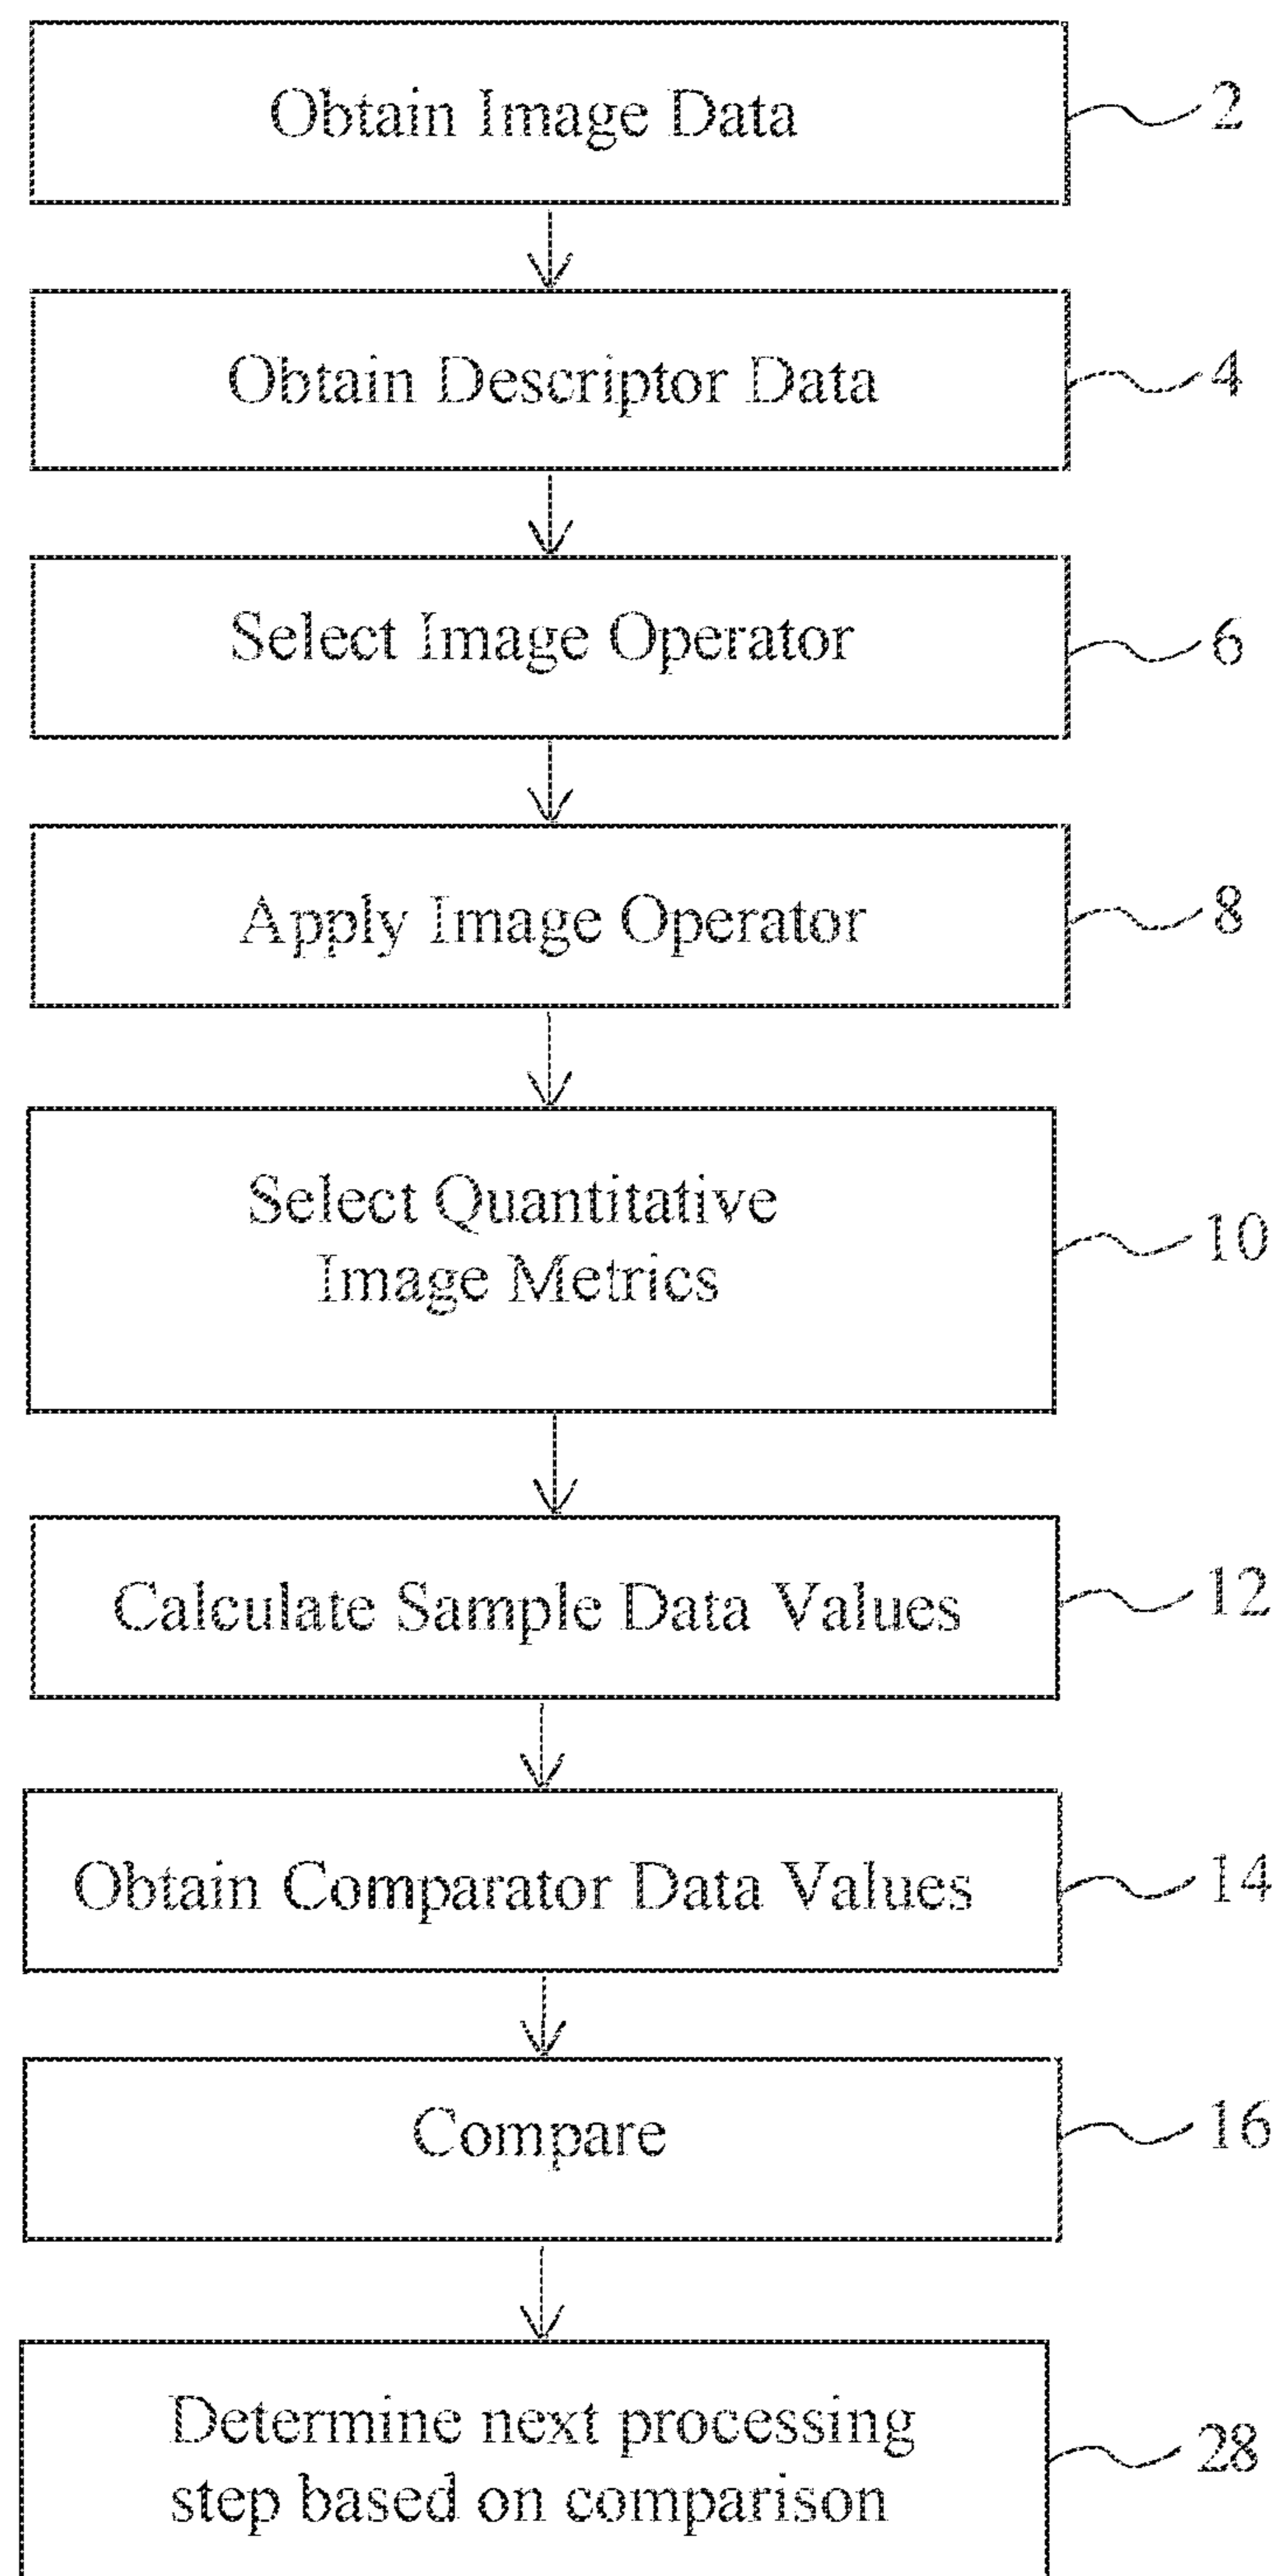 Obtain Image Data
2
Obtain Descriptor Data
4
Select Image Operator
6
Apply Image Operator
8
Select Quantitative
Image Metrics
10
Calculate Sample Data Values
12
Obtain Comparator Data Values
14
Compare
16
Determine next processing
step based on comparison
28